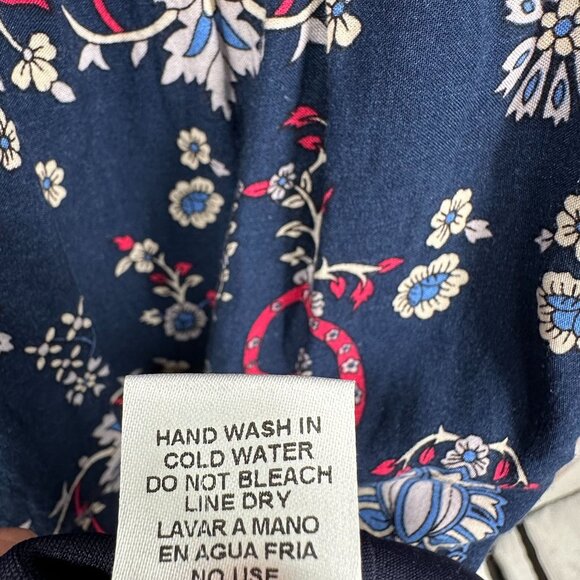 HAND WASH IN
COLD WATER
DO NOT BLEACH
LINE DRY
LAVAR A MANO
EN AGUA FRIA
NO USE